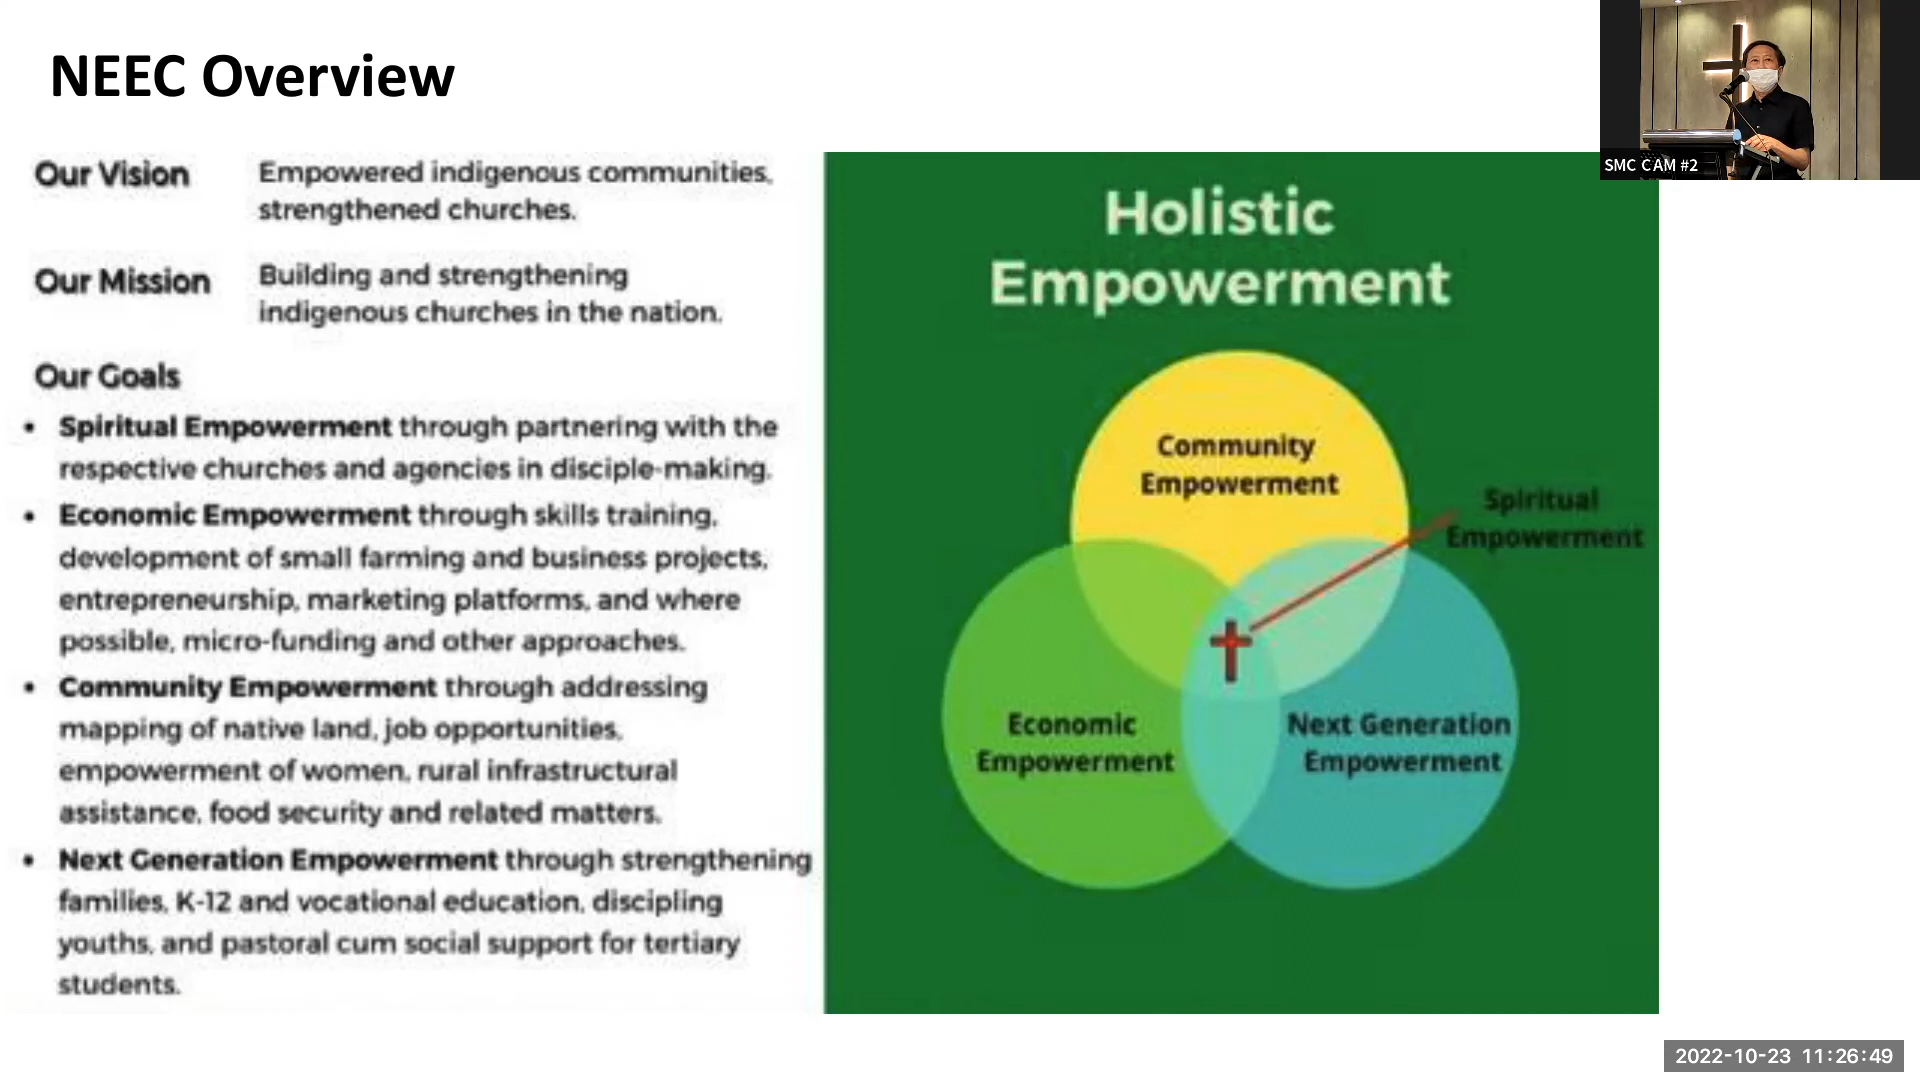 NEEC Overview
Our Vision
Empowered indigenous communities,
strengthened churches.
Our Mission
Building and strengthening
indigenous churches in the nation.
Our Goals
• Spiritual Empowerment through partnering with the
respective churches and agencies in disciple-making.
• Economic Empowerment through skills training,
development of small farming and business projects,
entrepreneurship, marketing platforms, and where
possible, micro-funding and other approaches.
• Community Empowerment through addressing
mapping of native land, job opportunities,
empowerment of women, rural infrastructural
assistance, food security and related matters.
• Next Generation Empowerment through strengthening
families, K-12 and vocational education, discipling
youths, and pastoral cum social support for tertiary
students.
Holistic
Empowerment
Community
Empowerment
Spiritual
Empowerment
Economic
Empowerment
Next Generation
Empowerment
SMC CAM #2
2022-10-23 11:26:49